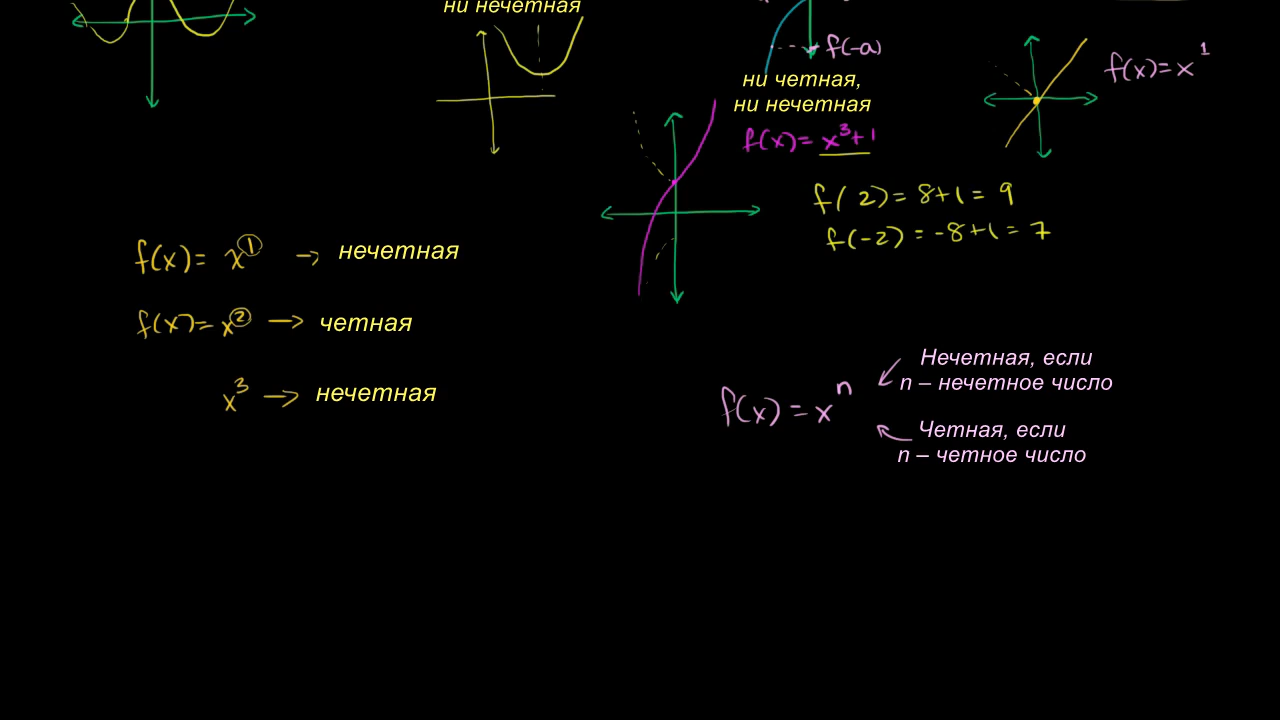 ни нечетная
f(-a)
f(x)=x¹
ни четная,
ни нечетная
f(x)= x³+1
f( 2)= 8+1= 9
f(-2) = -8+1 = 7
f(x)= x¹ → нечетная
f(x)= x² → четная
x³ → нечетная
Нечетная, если
n – нечетное число
f(x) = xⁿ
Четная, если
n – четное число